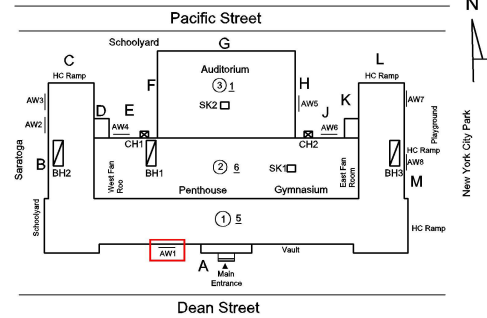 N
Pacific Street
Schoolyard
G
C
L
HC Ramp
HC Ramp
Auditorium
F
3 1
H
SK2
AW3
AW5
AW7
D
E
J
K
AW2
AW4
AW6
CH1
CH2
Playground
New York City Park
Saratoga
B
BH2
West Fan
Roo
BH1
2 6
SK1
East Fan
Room
BH3
HC Ramp
AW8
M
Penthouse
Gymnasium
Schoolyard
1 5
HC Ramp
AW1
A
Vault
Main
Entrance
Dean Street